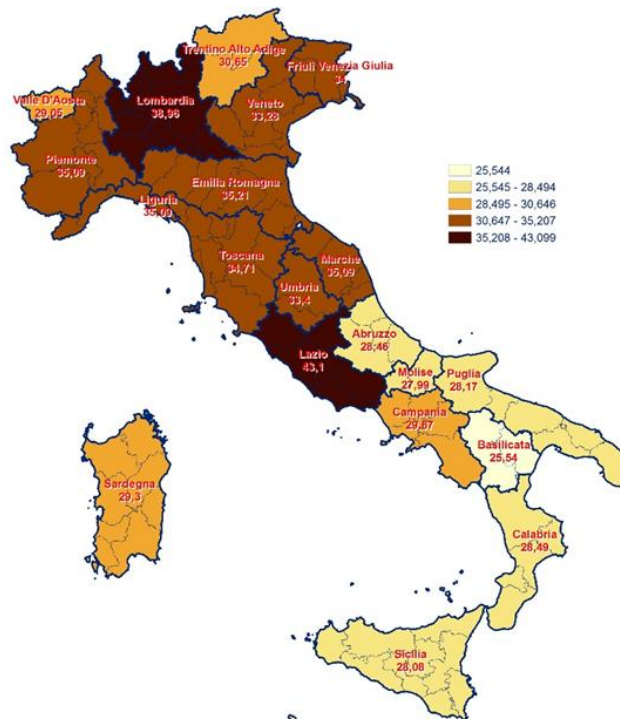 Trentino Alto Adige
30,65
Friuli Venezia Giulia
34
Valle D'Aosta
29,05
Lombardia
38,96
Veneto
33,28
Piemonte
35,09
Emilia Romagna
35,21
Liguria
35,09
Toscana
34,71
Marche
35,09
Umbria
33,4
Abruzzo
28,46
Lazio
43,1
Molise
27,99
Puglia
28,17
Campania
29,67
Basilicata
25,54
Sardegna
29,3
Calabria
28,49
Sicilia
28,08
25,544
25,545 - 28,494
28,495 - 30,646
30,647 - 35,207
35,208 - 43,099